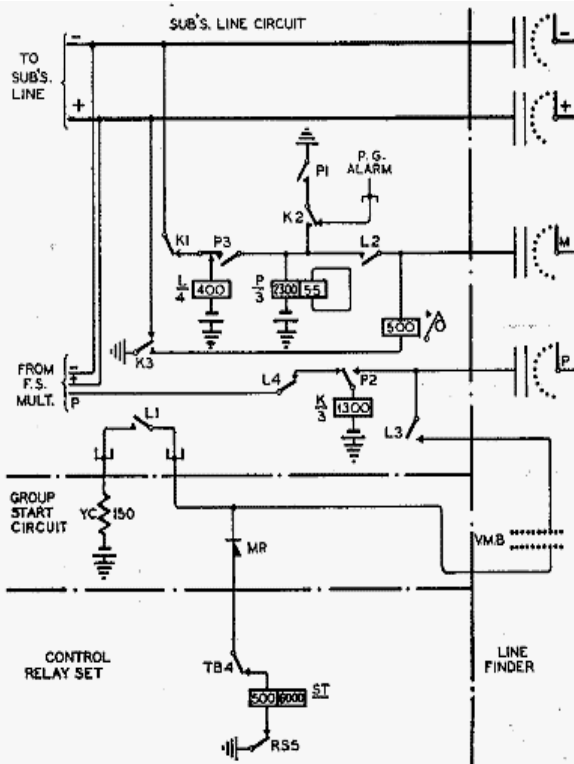 SUB'S. LINE CIRCUIT
TO
SUB'S.
LINE
-
+
-
+
P1
P.G.
ALARM
K2
K1
P3
L2
M
L
4
400
P
3
2300
55
500
A
K3
FROM
F.S.
MULT.
-
+
P
L4
P2
P
K
3
1300
L3
L1
GROUP
START
CIRCUIT
YC
150
MR
V.M.B
CONTROL
RELAY SET
TB4
500
6000
ST
RS5
LINE
FINDER